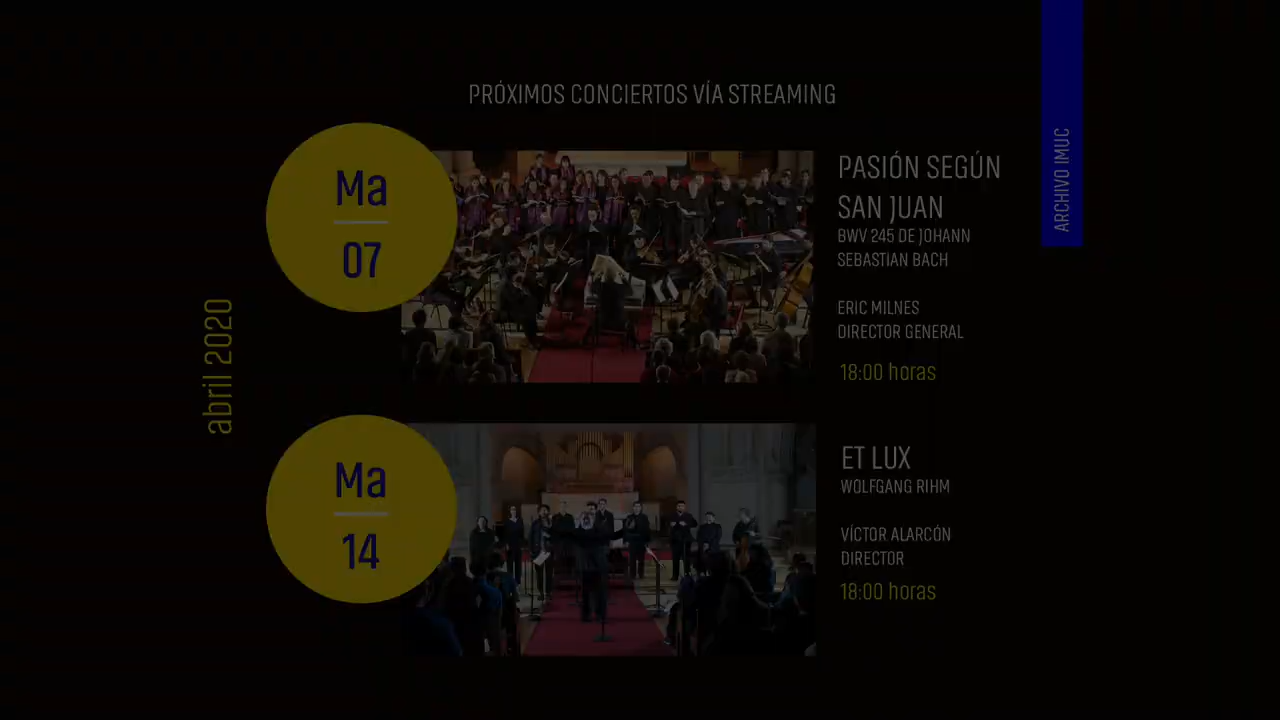 PRÓXIMOS CONCIERTOS VÍA STREAMING
ARCHIVO IMUC
abril 2020
Ma
07
PASIÓN SEGÚN
SAN JUAN
BWV 245 DE JOHANN
SEBASTIAN BACH
ERIC MILNES
DIRECTOR GENERAL
18:00 horas
Ma
14
ET LUX
WOLFGANG RIHM
VÍCTOR ALARCÓN
DIRECTOR
18:00 horas